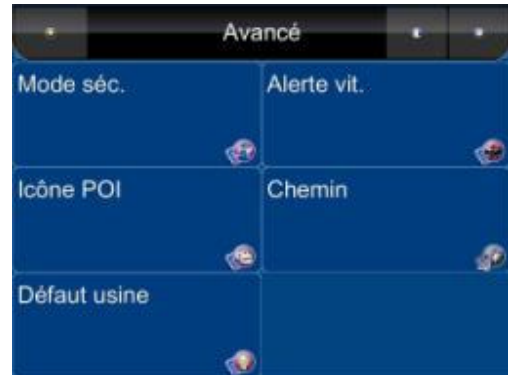 Avancé
Mode séc.
Alerte vit.
Icône POI
Chemin
Défaut usine